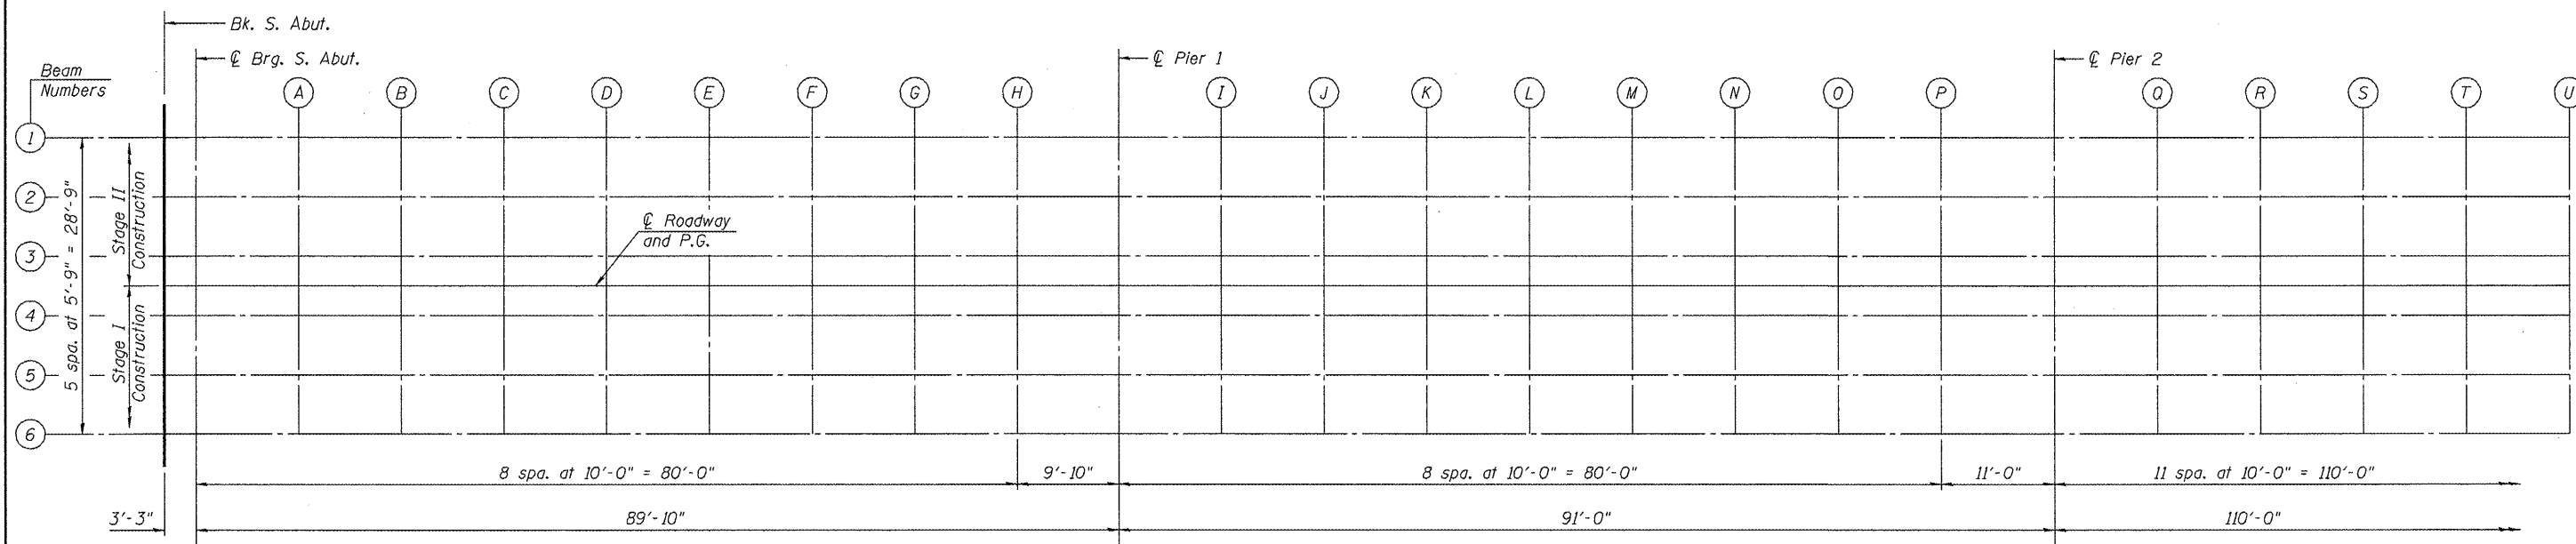 Bk. S. Abut.
℄ Brg. S. Abut.
℄ Pier 1
℄ Pier 2
Beam
Numbers
A B C D E F G H I J K L M N O P Q R S T U
1
2
3
4
5
6
5 spa. at 5'-9" = 28'-9"
Stage II
Construction
Stage I
Construction
℄ Roadway
and P.G.
8 spa. at 10'-0" = 80'-0"
9'-10"
8 spa. at 10'-0" = 80'-0"
11'-0"
11 spa. at 10'-0" = 110'-0"
3'-3"
89'-10"
91'-0"
110'-0"